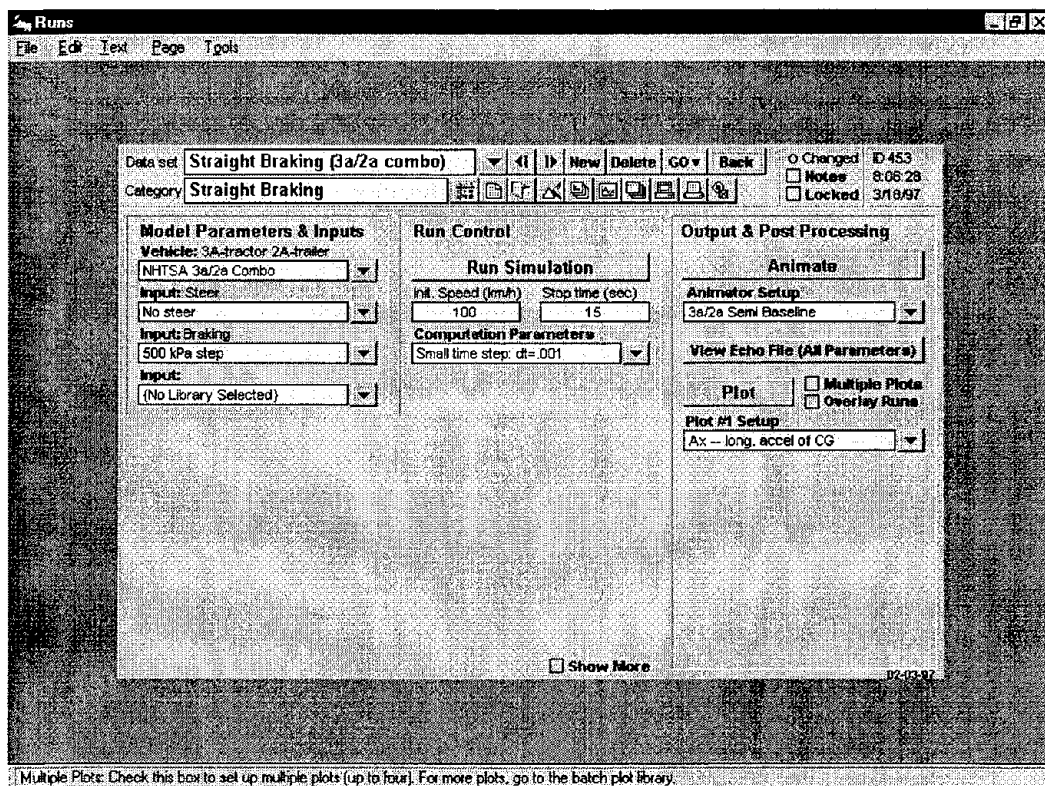 Runs
File Edit Text Page Tools
Data set Straight Braking (3a/2a combo) New Delete GO Back Changed ID 453
Notes 8:06:28
Category Straight Braking Locked 3/18/97
Model Parameters & Inputs
Vehicle: 3A-tractor 2A-trailer
NHTSA 3a/2a Combo
Input: Steer
No steer
Input: Braking
500 kPa step
Input:
{No Library Selected}
Run Control
Run Simulation
Init. Speed (km/h) Stop time (sec)
100 15
Computation Parameters
Small time step: dt=.001
Show More
Output & Post Processing
Animate
Animator Setup
3a/2a Semi Baseline
View Echo File (All Parameters)
Plot Multiple Plots
Overlay Runs
Plot #1 Setup
Ax -- long. accel of CG
02-03-97
Multiple Plots: Check this box to set up multiple plots (up to four). For more plots, go to the batch plot library.